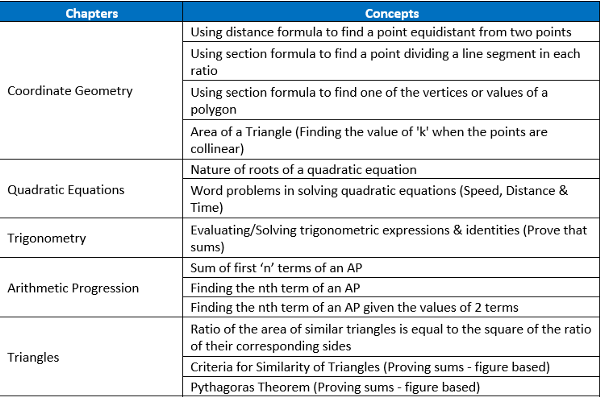 Chapters Concepts
Coordinate Geometry
Using distance formula to find a point equidistant from two points
Using section formula to find a point dividing a line segment in each
ratio
Using section formula to find one of the vertices or values of a
polygon
Area of a Triangle (Finding the value of 'k' when the points are
collinear)
Quadratic Equations
Nature of roots of a quadratic equation
Word problems in solving quadratic equations (Speed, Distance &
Time)
Trigonometry
Evaluating/Solving trigonometric expressions & identities (Prove that
sums)
Arithmetic Progression
Sum of first ‘n’ terms of an AP
Finding the nth term of an AP
Finding the nth term of an AP given the values of 2 terms
Triangles
Ratio of the area of similar triangles is equal to the square of the ratio
of their corresponding sides
Criteria for Similarity of Triangles (Proving sums - figure based)
Pythagoras Theorem (Proving sums - figure based)